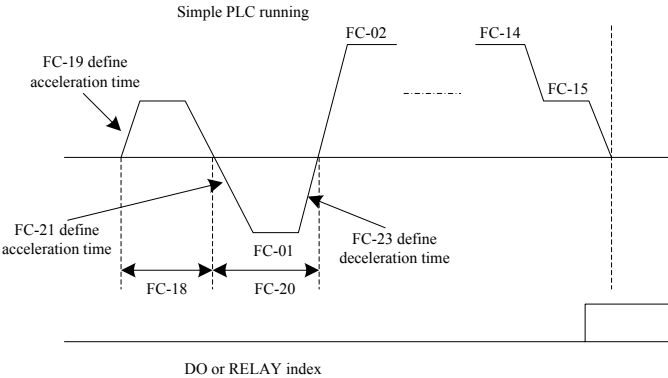 Simple PLC running
FC-02
FC-14
FC-19 define
acceleration time
FC-15
FC-21 define
acceleration time
FC-01
FC-23 define
deceleration time
FC-18
FC-20
DO or RELAY index